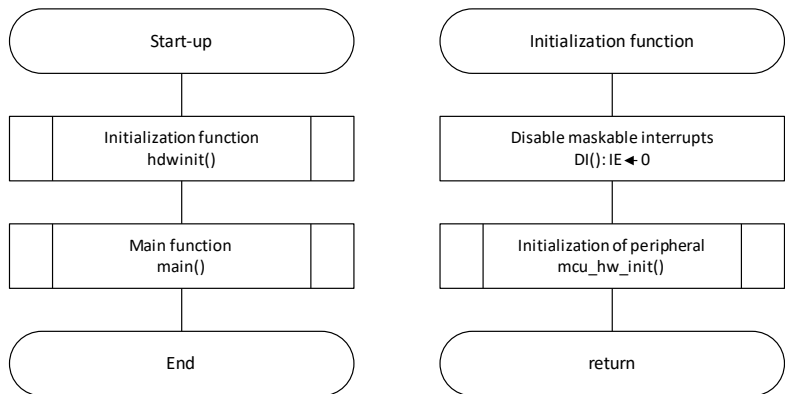 Start-up
Initialization function
hdwinit()
Main function
main()
End
Initialization function
Disable maskable interrupts
DI(): IE ← 0
Initialization of peripheral
mcu_hw_init()
return